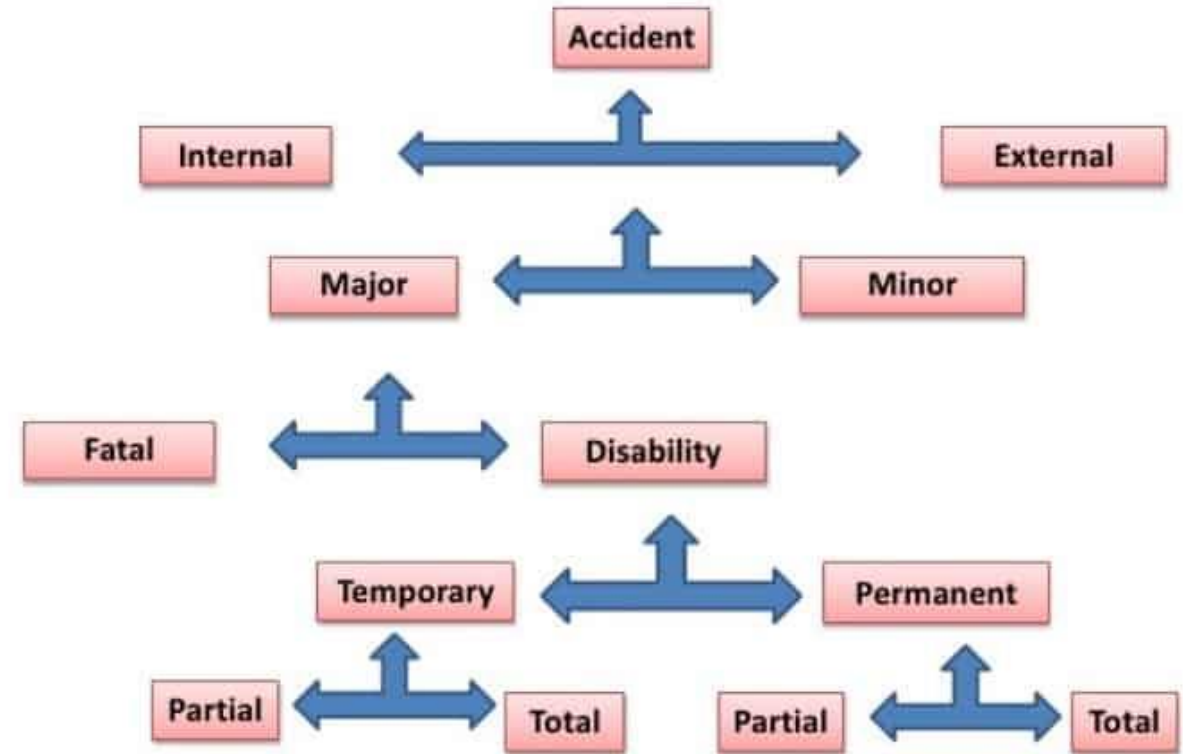 Accident
Internal
External
Major
Minor
Fatal
Disability
Temporary
Permanent
Partial
Total
Partial
Total